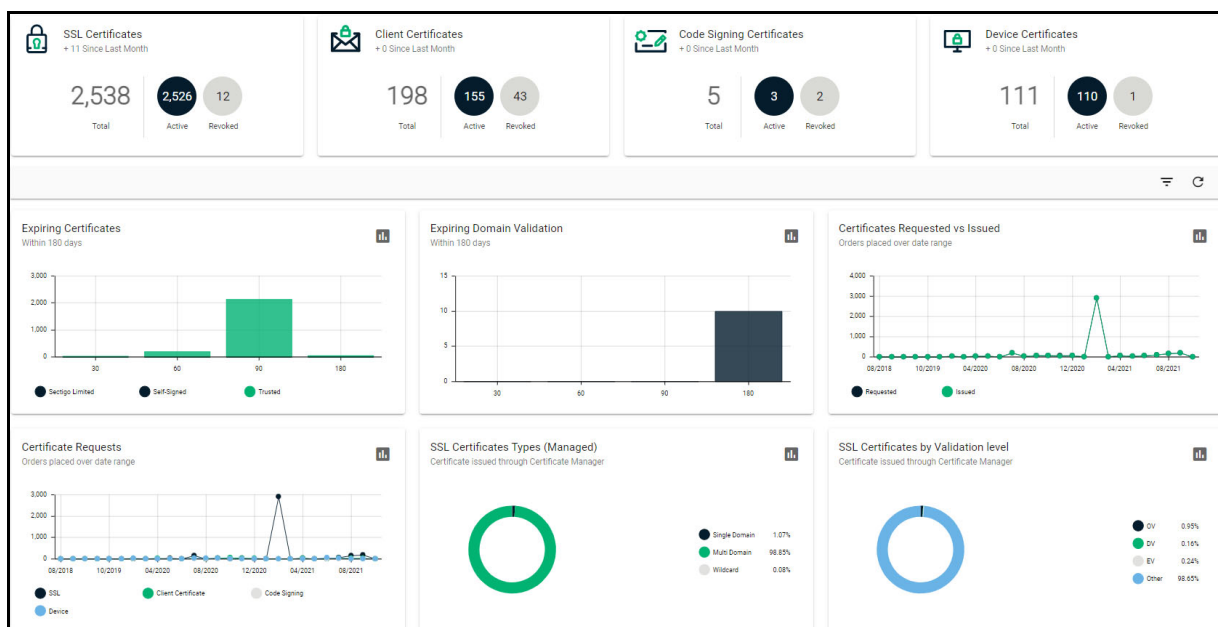 SSL Certificates
+ 11 Since Last Month
2,538
2,526
12
Total
Active
Revoked
Client Certificates
+ 0 Since Last Month
198
155
43
Total
Active
Revoked
Code Signing Certificates
+ 0 Since Last Month
5
3
2
Total
Active
Revoked
Device Certificates
+ 0 Since Last Month
111
110
1
Total
Active
Revoked
Expiring Certificates
Within 180 days
3,000
2,000
1,000
0
30
60
90
180
Sectigo Limited
Self-Signed
Trusted
Expiring Domain Validation
Within 180 days
15
10
5
0
30
60
90
180
Certificates Requested vs Issued
Orders placed over date range
4,000
3,000
2,000
1,000
0
08/2018
10/2019
04/2020
08/2020
12/2020
04/2021
08/2021
Requested
Issued
Certificate Requests
Orders placed over date range
3,000
2,000
1,000
0
08/2018
10/2019
04/2020
08/2020
12/2020
04/2021
08/2021
SSL
Client Certificate
Code Signing
Device
SSL Certificates Types (Managed)
Certificate issued through Certificate Manager
Single Domain 1.07%
Multi Domain 98.85%
Wildcard 0.08%
SSL Certificates by Validation level
Certificate issued through Certificate Manager
OV 0.95%
DV 0.16%
EV 0.24%
Other 98.65%